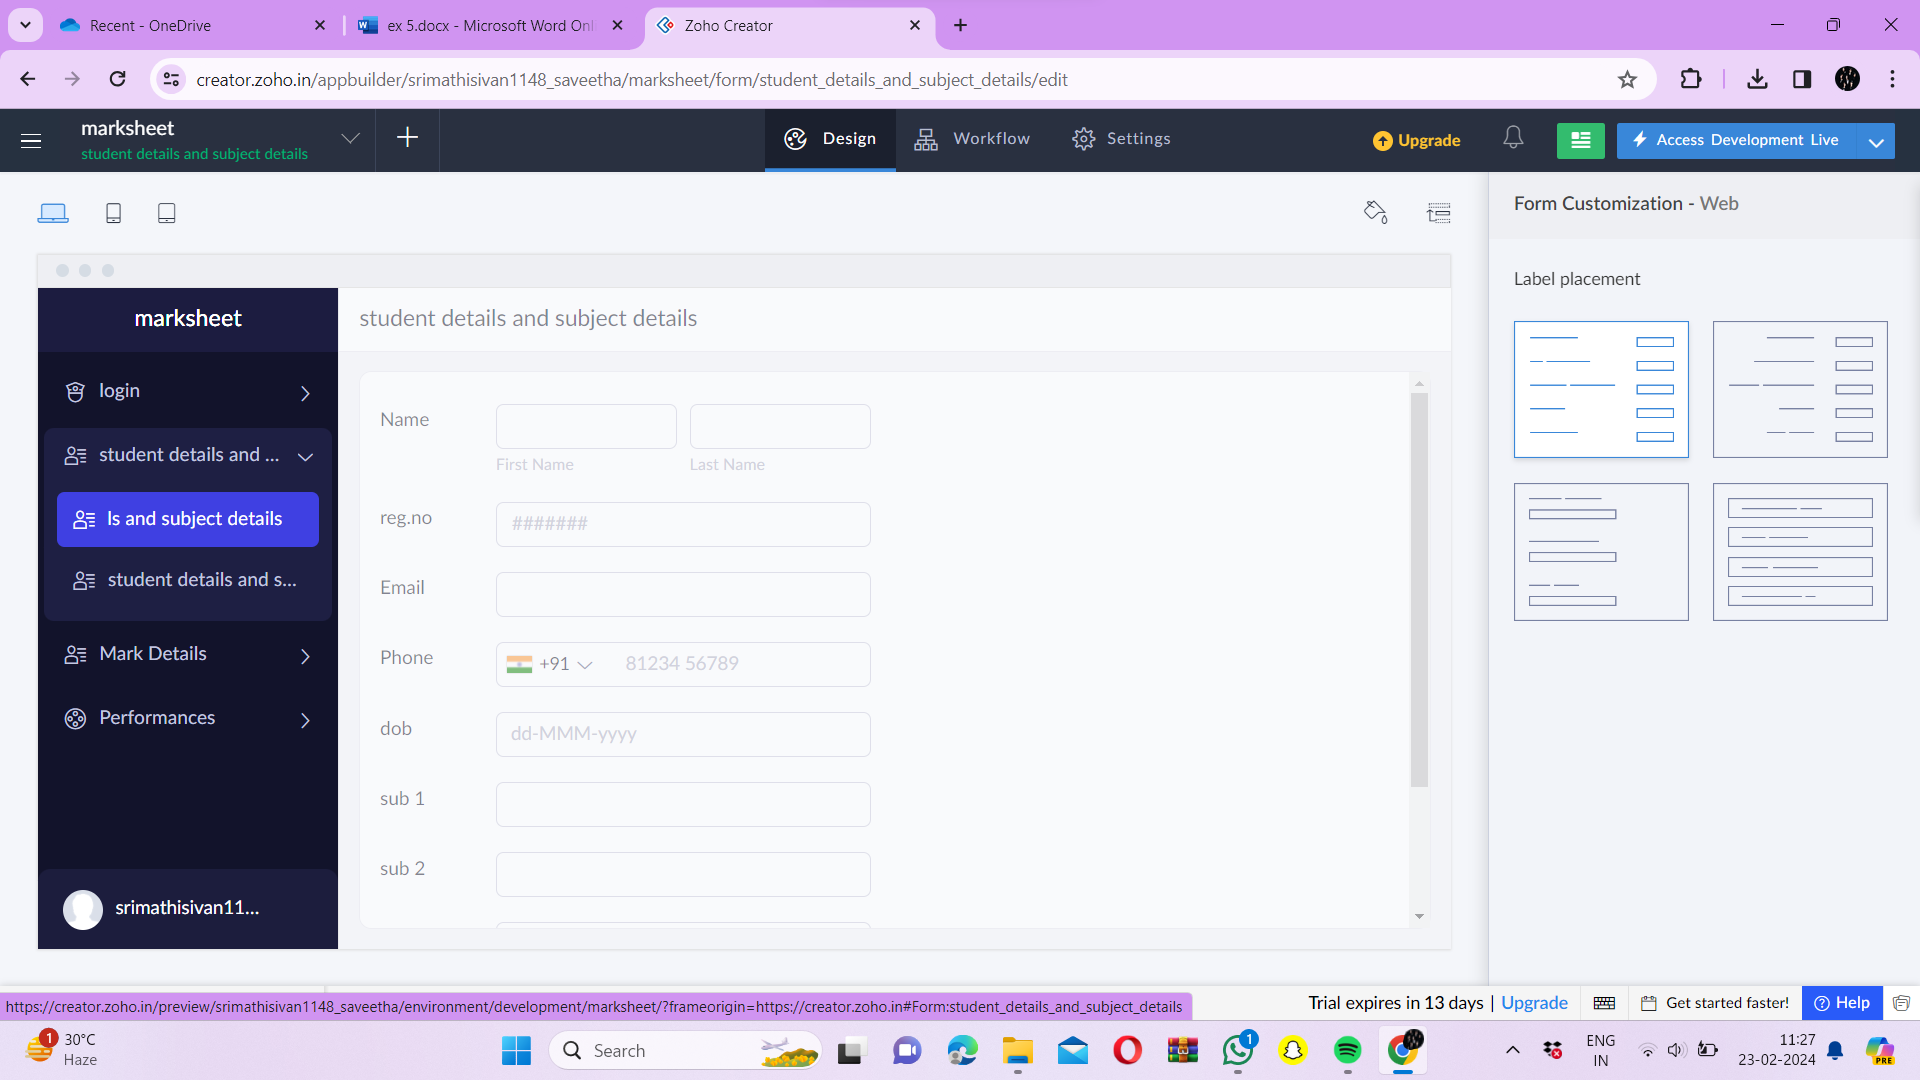 Recent - OneDrive
ex 5.docx - Microsoft Word Onl
Zoho Creator
creator.zoho.in/appbuilder/srimathisivan1148_saveetha/marksheet/form/student_details_and_subject_details/edit
marksheet
student details and subject details
Design
Workflow
Settings
Upgrade
Access Development Live
Form Customization - Web
Label placement
marksheet
student details and subject details
login
student details and ...
ls and subject details
student details and s...
Mark Details
Performances
srimathisivan11...
Name
First Name
Last Name
reg.no
#######
Email
Phone
+91
81234 56789
dob
dd-MMM-yyyy
sub 1
sub 2
https://creator.zoho.in/preview/srimathisivan1148_saveetha/environment/development/marksheet/?frameorigin=https://creator.zoho.in#Form:student_details_and_subject_details
Trial expires in 13 days | Upgrade
Get started faster!
Help
1
30°C
Haze
Search
1
PRE
ENG
IN
11:27
23-02-2024